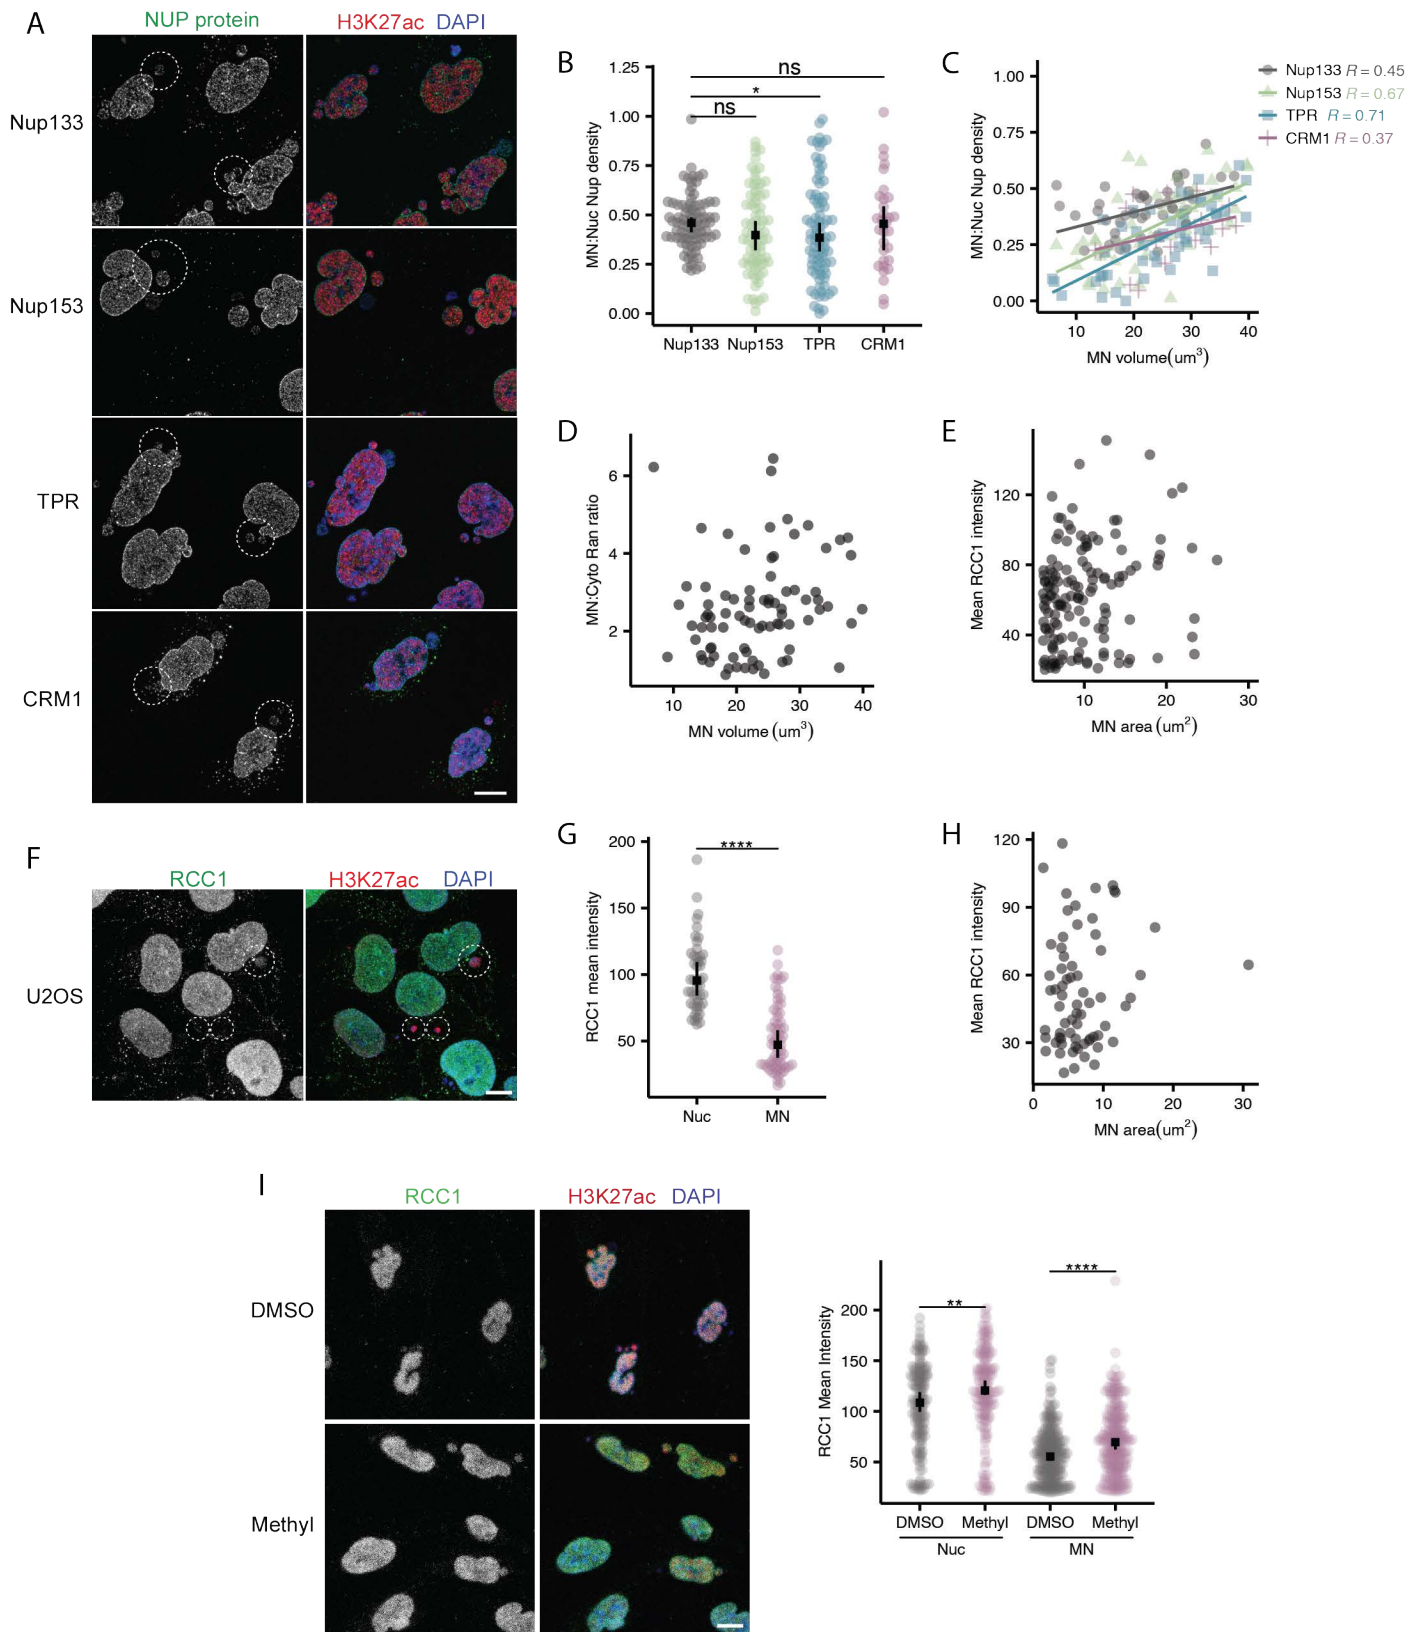 A
NUP protein
H3K27ac DAPI
Nup133
Nup153
TPR
CRM1
B
MN:Nuc Nup density
1.25
1.00
0.75
0.50
0.25
0.00
ns
*
ns
Nup133 Nup153 TPR CRM1
C
MN:Nuc Nup density
1.00
0.75
0.50
0.25
0.00
10 20 30 40
MN volume(um³)
Nup133 R = 0.45
Nup153 R = 0.67
TPR R = 0.71
CRM1 R = 0.37
D
MN:Cyto Ran ratio
6
4
2
10 20 30 40
MN volume (um³)
E
Mean RCC1 intensity
120
80
40
10 20 30
MN area (um²)
F
RCC1
H3K27ac DAPI
U2OS
G
RCC1 mean intensity
200
150
100
50
****
Nuc MN
H
Mean RCC1 intensity
120
90
60
30
0 10 20 30
MN area(um²)
I
RCC1
H3K27ac DAPI
DMSO
Methyl
RCC1 Mean Intensity
200
150
100
50
**
****
DMSO Methyl DMSO Methyl
Nuc MN